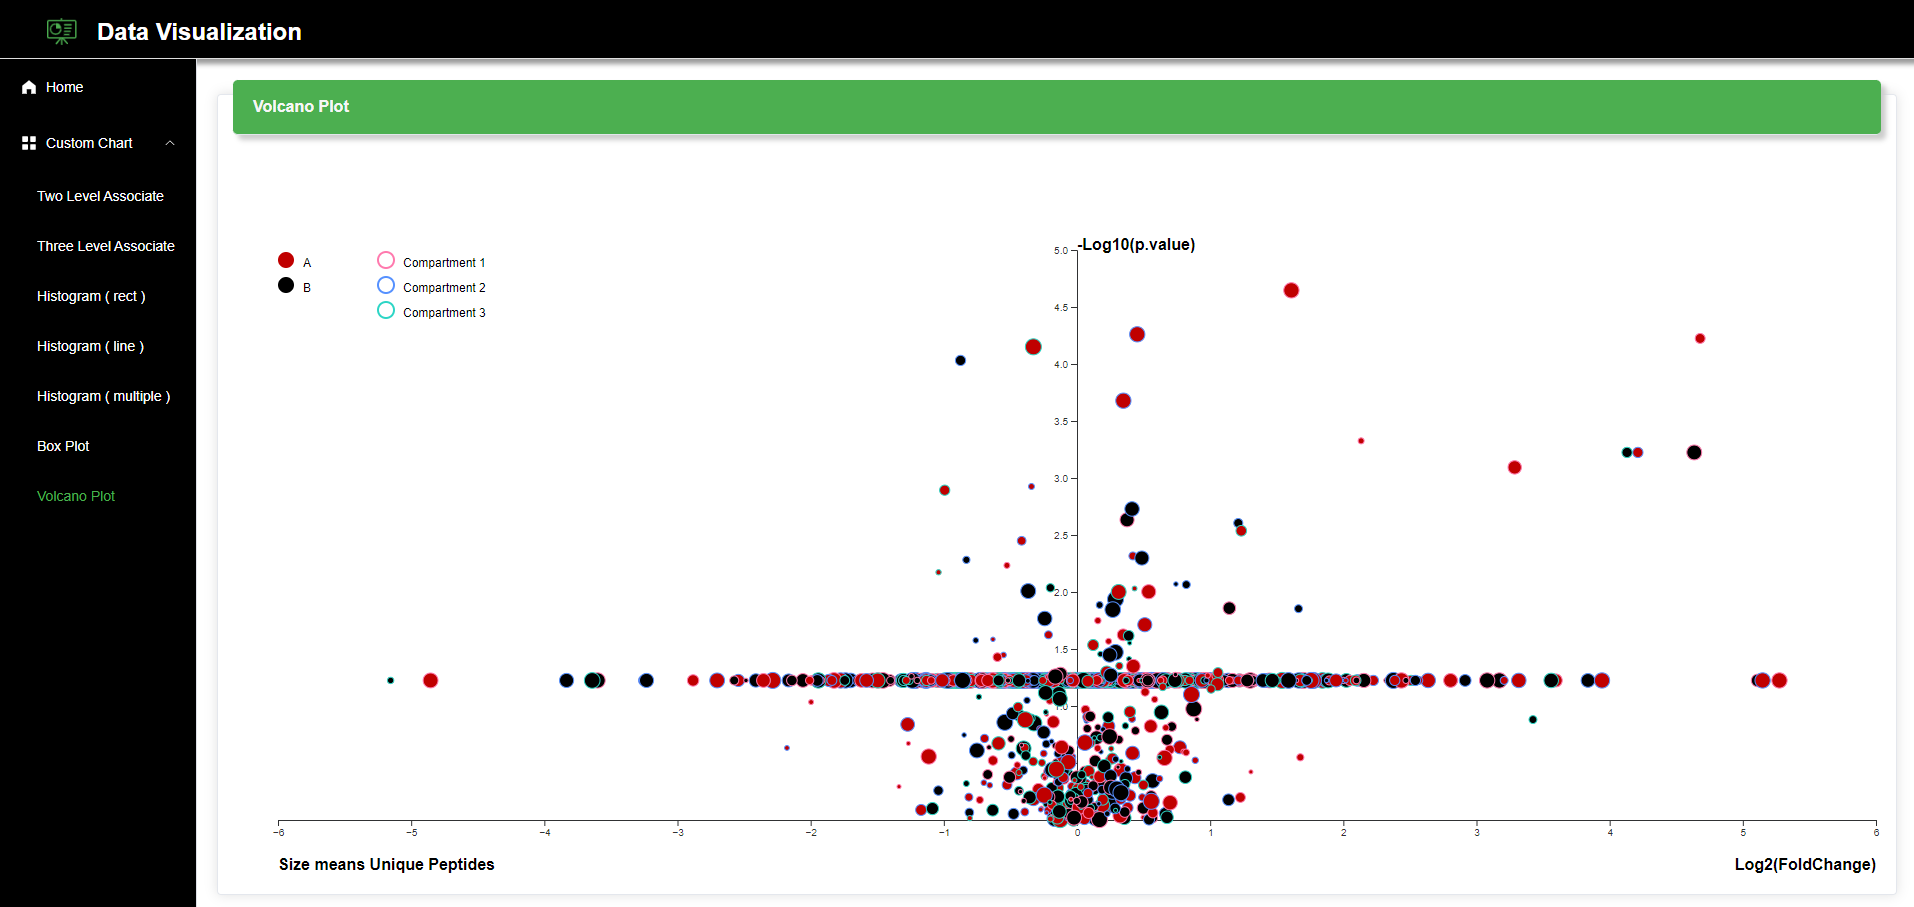 Data Visualization
Home
Custom Chart
Two Level Associate
Three Level Associate
Histogram ( rect )
Histogram ( line )
Histogram ( multiple )
Box Plot
Volcano Plot
Volcano Plot
A
B
Compartment 1
Compartment 2
Compartment 3
-Log10(p.value)
5.0
4.5
4.0
3.5
3.0
2.5
2.0
1.5
1.0
−6 −5 −4 −3 −2 −1 0 1 2 3 4 5 6
Size means Unique Peptides
Log2(FoldChange)